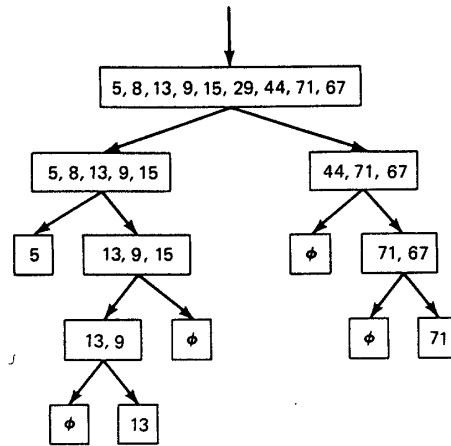 5, 8, 13, 9, 15, 29, 44, 71, 67
5, 8, 13, 9, 15 44, 71, 67
5 13, 9, 15 ϕ 71, 67
13, 9 ϕ ϕ 71
ϕ 13